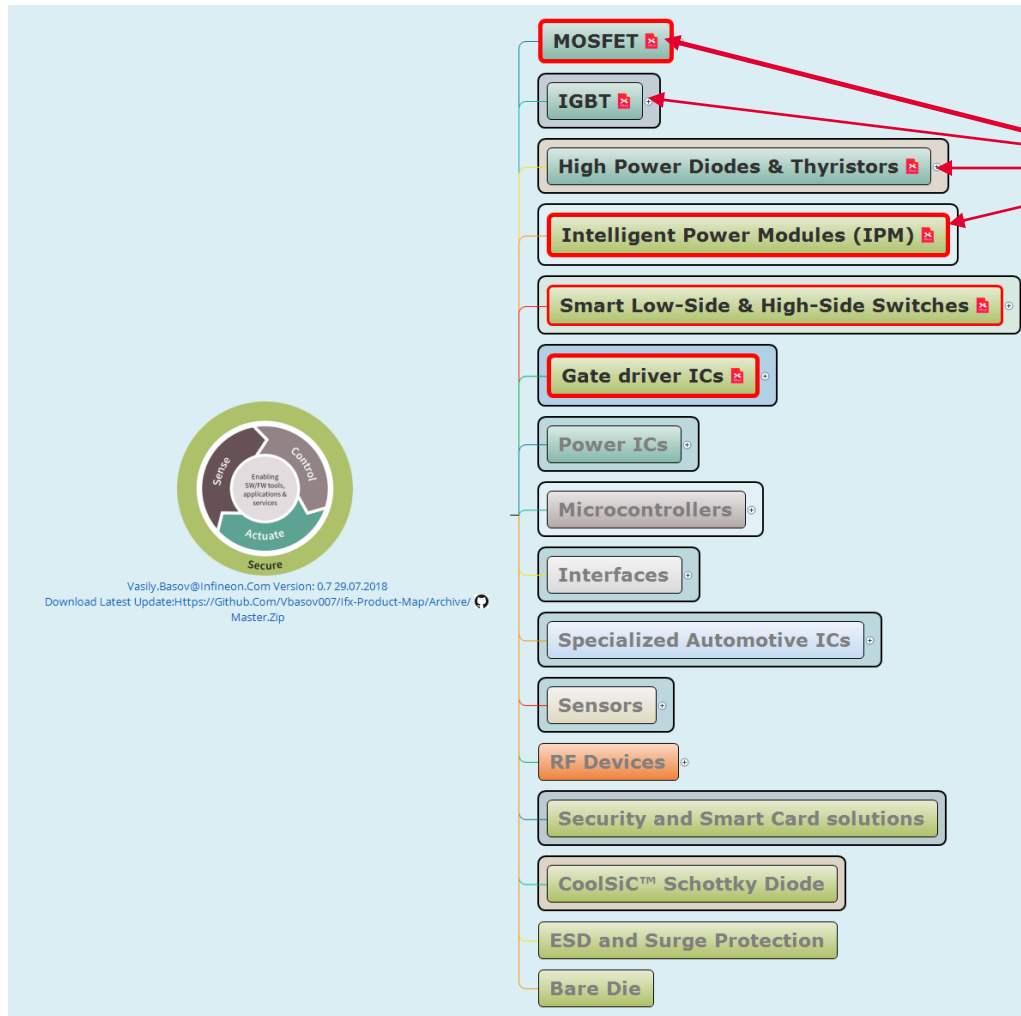 MOSFET
IGBT
High Power Diodes & Thyristors
Intelligent Power Modules (IPM)
Smart Low-Side & High-Side Switches
Gate driver ICs
Power ICs
Microcontrollers
Interfaces
Specialized Automotive ICs
Sensors
RF Devices
Security and Smart Card solutions
CoolSiC™ Schottky Diode
ESD and Surge Protection
Bare Die
Sense
Control
Enabling
SW/FW tools,
applications &
services
Actuate
Secure
Vasily.Basov@Infineon.Com Version: 0.7 29.07.2018
Download Latest Update:Https://Github.Com/Vbasov007/Ifx-Product-Map/Archive/
Master.Zip